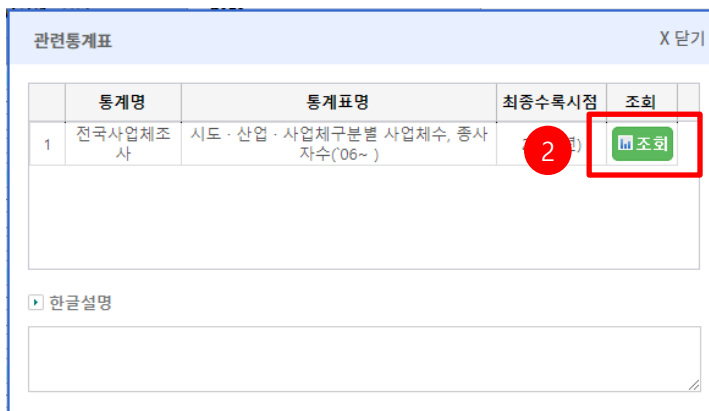 관련통계표 X 닫기
통계명 통계표명 최종수록시점 조회
1 전국사업체조 시도 · 산업 · 사업체구분별 사업체수, 종사 2 조회
사 자수(`06~ )
한글설명